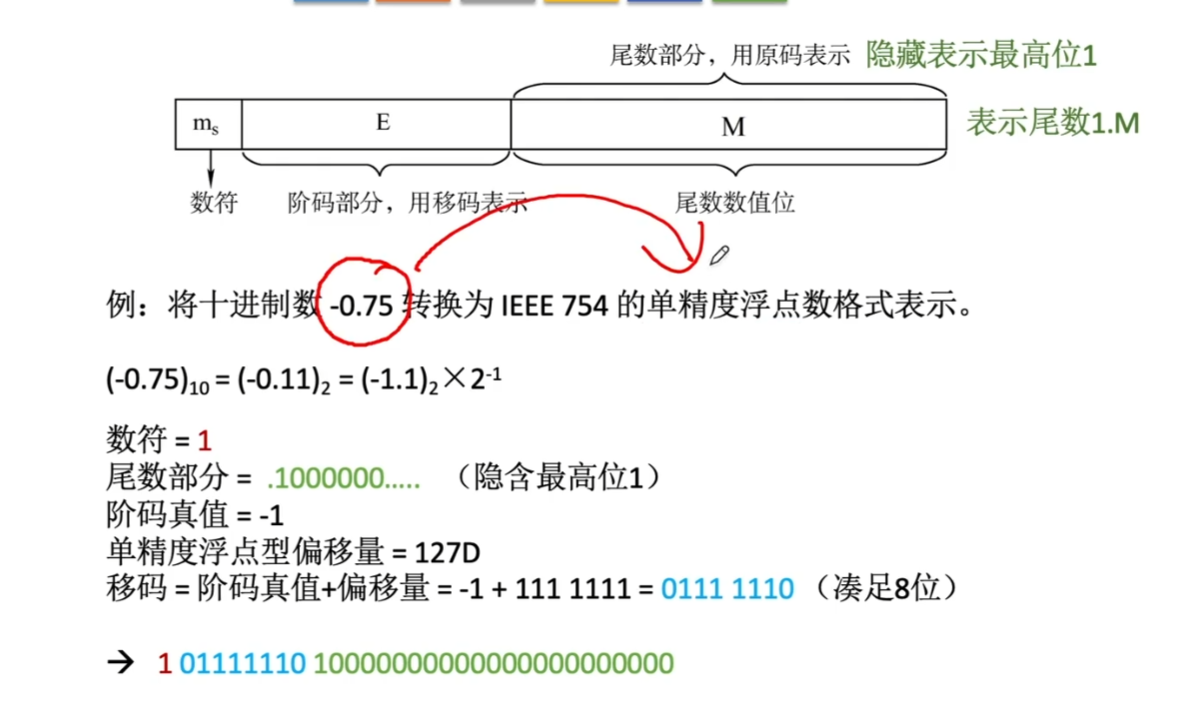 尾数部分，用原码表示 隐藏表示最高位1
mₛ E M 表示尾数1.M
数符 阶码部分，用移码表示 尾数数值位
例：将十进制数 -0.75 转换为 IEEE 754 的单精度浮点数格式表示。
(-0.75)₁₀ = (-0.11)₂ = (-1.1)₂×2⁻¹
数符 = 1
尾数部分 = .1000000..... （隐含最高位1）
阶码真值 = -1
单精度浮点型偏移量 = 127D
移码 = 阶码真值+偏移量 = -1 + 111 1111 = 0111 1110 （凑足8位）
→ 1 01111110 10000000000000000000000